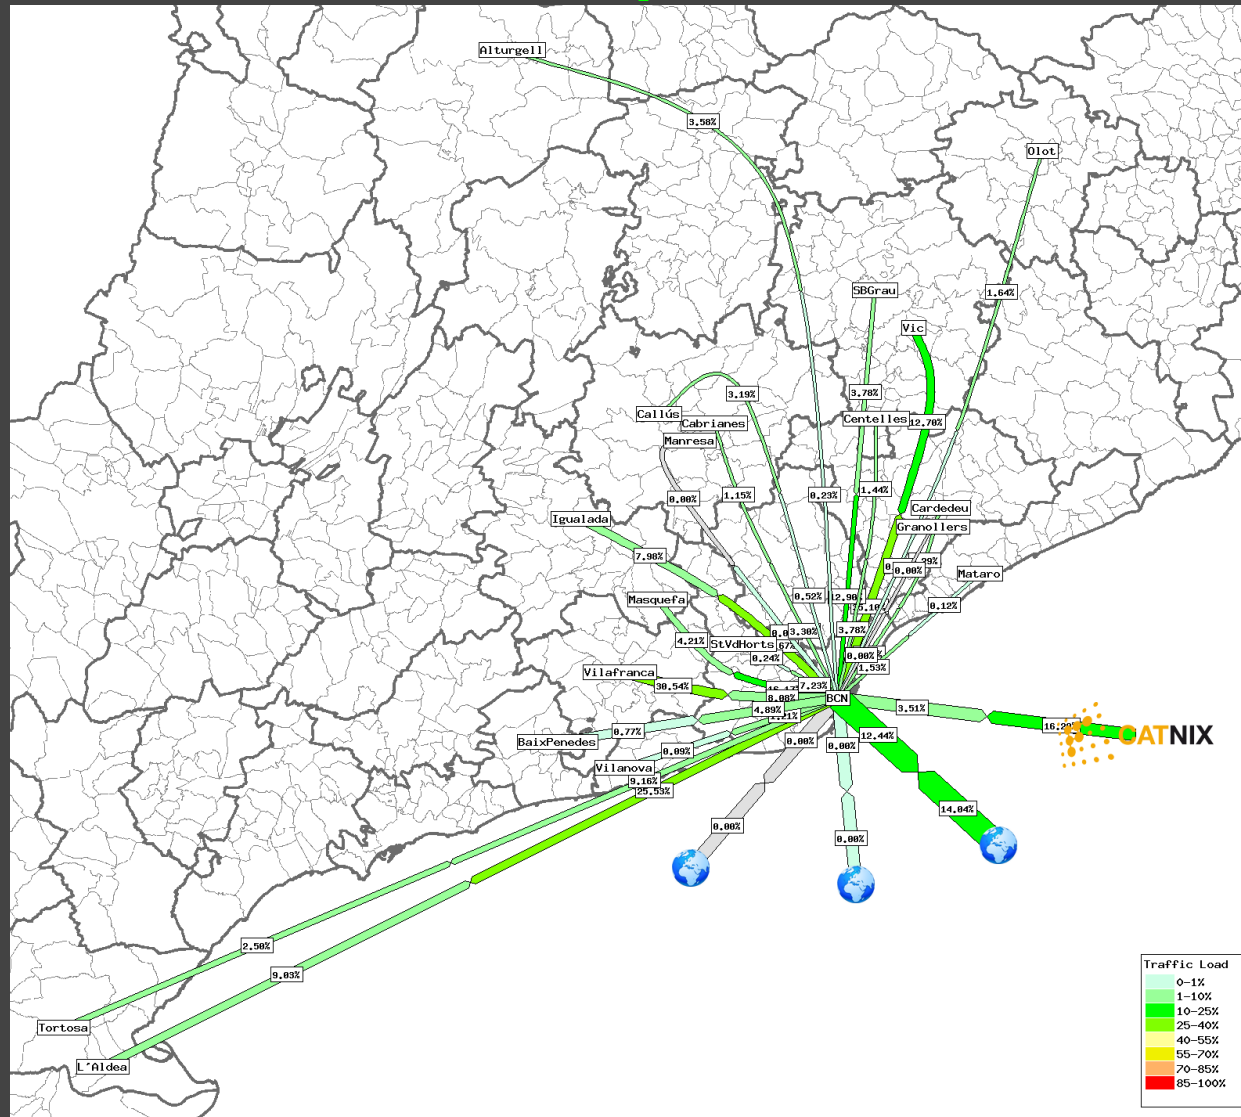 Alturgell
3.58%
Olot
SBGrau
1.64%
Vic
3.78%
3.19%
Callús
Cabrianes
Centelles
12.70%
Manresa
0.00%
1.15%
0.23%
1.44%
Cardedeu
Igualada
Granollers
7.98%
0.00%
Mataro
Masquefa
0.52%
0.12%
4.21%
3.30%
3.78%
StVdHorts
0.24%
0.00%
1.53%
Vilafranca
30.54%
7.23%
8.08%
BCN
4.89%
3.51%
CATNIX
0.77%
12.44%
BaixPenedes
0.09%
0.00%
0.00%
Vilanova
9.16%
25.53%
14.04%
0.00%
0.00%
2.50%
9.03%
Tortosa
L'Aldea
Traffic Load
0-1%
1-10%
10-25%
25-40%
40-55%
55-70%
70-85%
85-100%